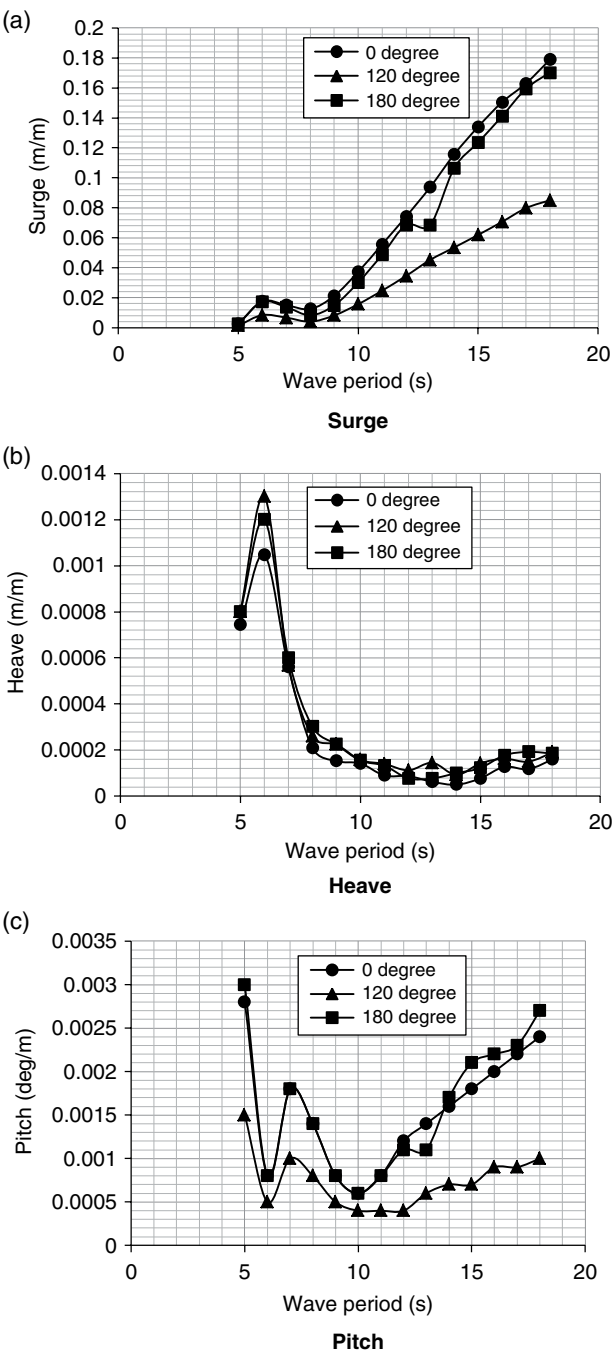 (a)
0.2
0.18
0.16
0.14
0.12
0.1
0.08
0.06
0.04
0.02
0
Surge (m/m)
0 degree
120 degree
180 degree
0 5 10 15 20
Wave period (s)
Surge
(b)
0.0014
0.0012
0.001
0.0008
0.0006
0.0004
0.0002
0
Heave (m/m)
0 degree
120 degree
180 degree
0 5 10 15 20
Wave period (s)
Heave
(c)
0.0035
0.003
0.0025
0.002
0.0015
0.001
0.0005
0
Pitch (deg/m)
0 degree
120 degree
180 degree
0 5 10 15 20
Wave period (s)
Pitch